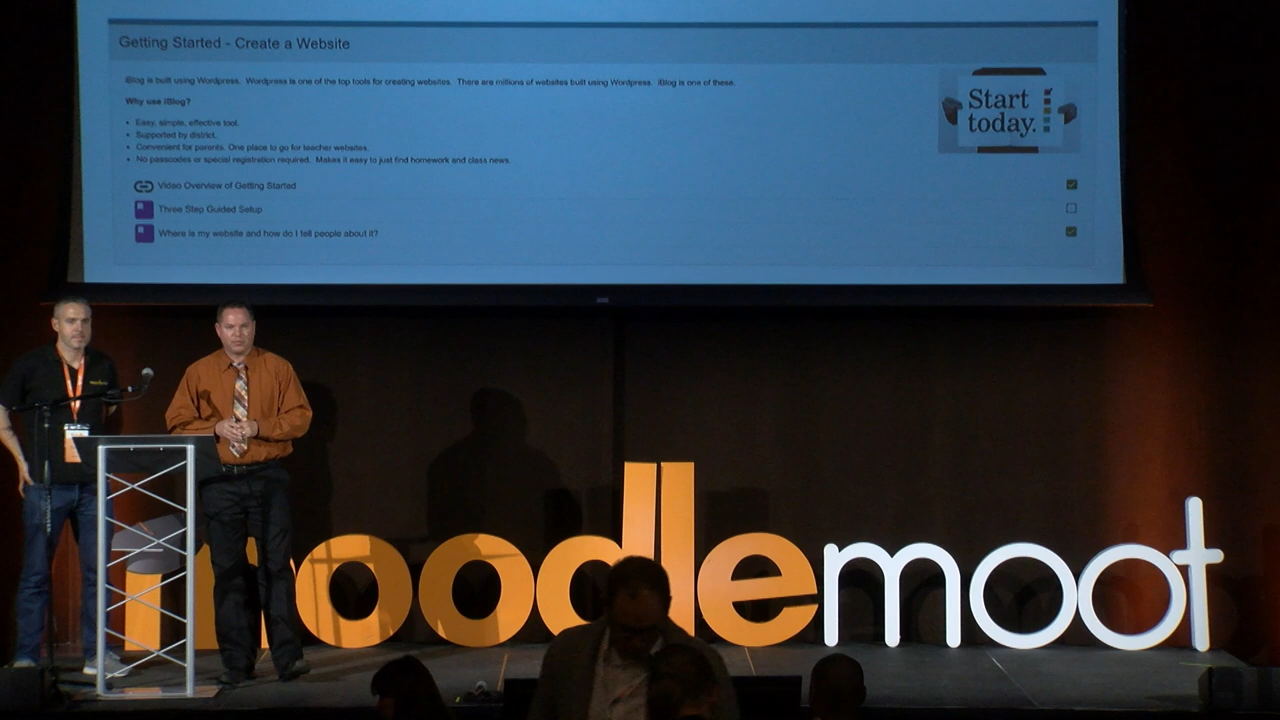 Getting Started - Create a Website
iBlog is built using Wordpress. Wordpress is one of the top tools for creating websites. There are millions of websites built using Wordpress. iBlog is one of these.
Why use iBlog?
Easy, simple, effective tool.
Supported by district.
Convenient for parents. One place to go for teacher websites.
No passcodes or special registration required. Makes it easy to just find homework and class news.
Start
today.
Video Overview of Getting Started
Three Step Guided Setup
Where is my website and how do I tell people about it?
moodlemoot